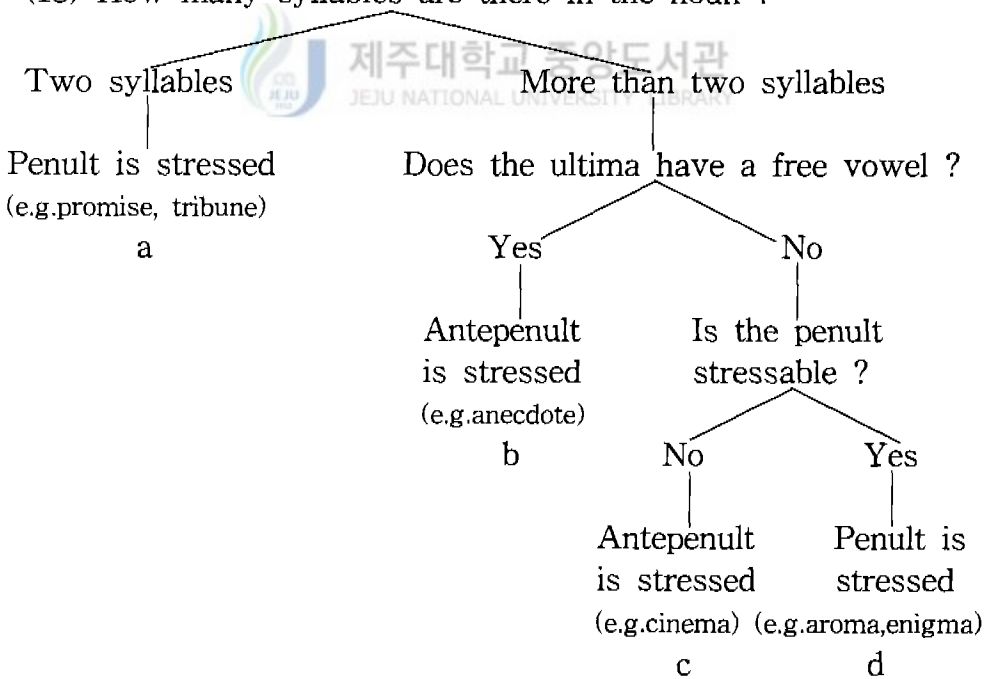 How many syllables are there in the noun ?
제주대학교 중앙도서관
JEJU NATIONAL UNIVERSITY LIBRARY
JEJU
Two syllables More than two syllables
Penult is stressed Does the ultima have a free vowel ?
(e.g.promise, tribune)
a Yes No
Antepenult Is the penult
is stressed stressable ?
(e.g.anecdote)
b No Yes
Antepenult Penult is
is stressed stressed
(e.g.cinema) (e.g.aroma,enigma)
c d